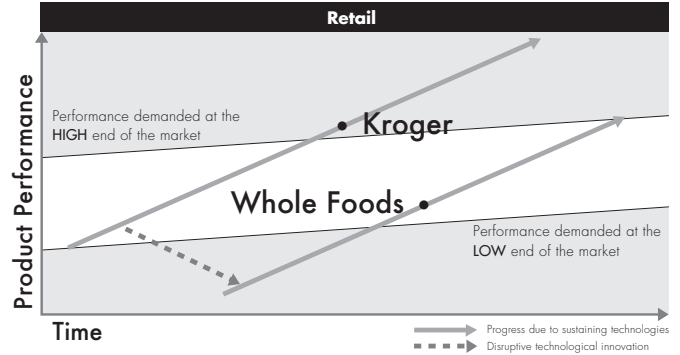 Retail
Product Performance
Performance demanded at the
HIGH end of the market
Kroger
Whole Foods
Performance demanded at the
LOW end of the market
Time
Progress due to sustaining technologies
Disruptive technological innovation